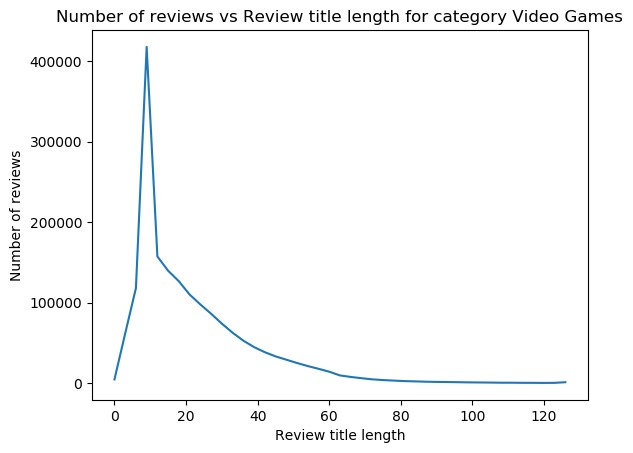 Number of reviews vs Review title length for category Video Games
400000
300000
200000
100000
0
Number of reviews
0 20 40 60 80 100 120
Review title length